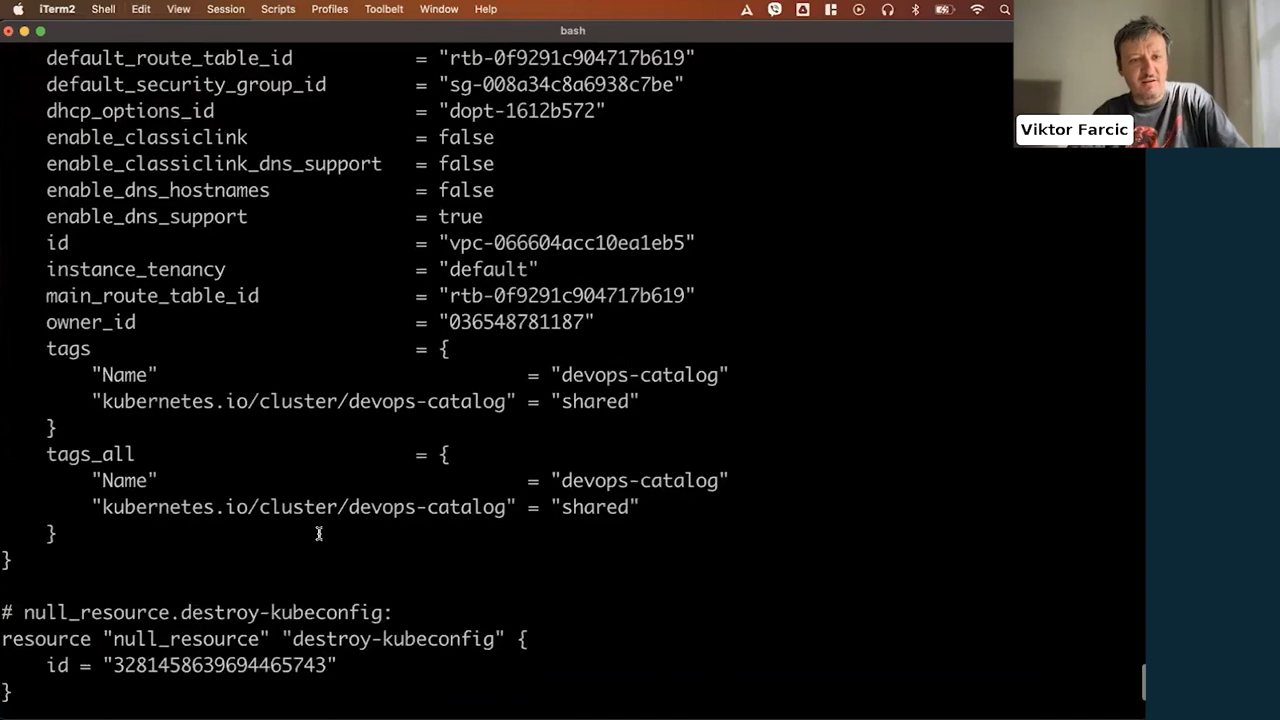 iTerm2 Shell Edit View Session Scripts Profiles Toolbelt Window Help
bash
default_route_table_id = "rtb-0f9291c904717b619"
default_security_group_id = "sg-008a34c8a6938c7be"
dhcp_options_id = "dopt-1612b572"
enable_classiclink = false
enable_classiclink_dns_support = false
enable_dns_hostnames = false
enable_dns_support = true
id = "vpc-066604acc10ea1eb5"
instance_tenancy = "default"
main_route_table_id = "rtb-0f9291c904717b619"
owner_id = "036548781187"
tags = {
"Name" = "devops-catalog"
"kubernetes.io/cluster/devops-catalog" = "shared"
}
tags_all = {
"Name" = "devops-catalog"
"kubernetes.io/cluster/devops-catalog" = "shared"
}
}
# null_resource.destroy-kubeconfig:
resource "null_resource" "destroy-kubeconfig" {
id = "3281458639694465743"
}
Viktor Farcic